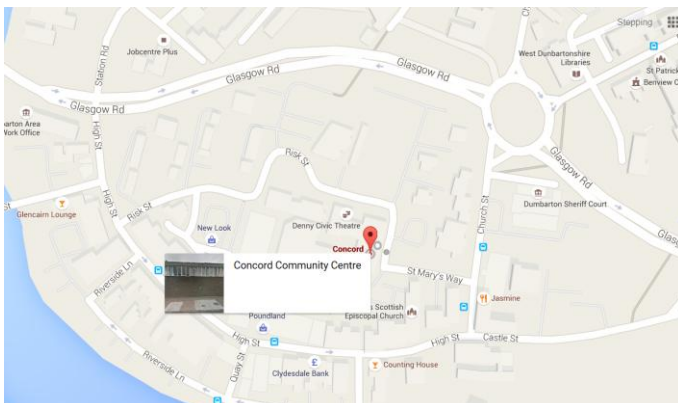 Stepping
Jobcentre Plus
West Dunbartonshire
Libraries
St Patrick
Benview C
Station Rd
Glasgow Rd
Glasgow Rd
Glasgow Rd
barton Area
Work Office
High St
Risk St
Glencairn Lounge
High St
Risk St
New Look
Denny Civic Theatre
Church St
Dumbarton Sheriff Court
Concord
Concord Community Centre
St Mary's Way
Riverside Ln
Jasmine
s Scottish
Episcopal Church
Poundland
High St
High St
Castle St
Riverside Ln
Quay St
Clydesdale Bank
Counting House